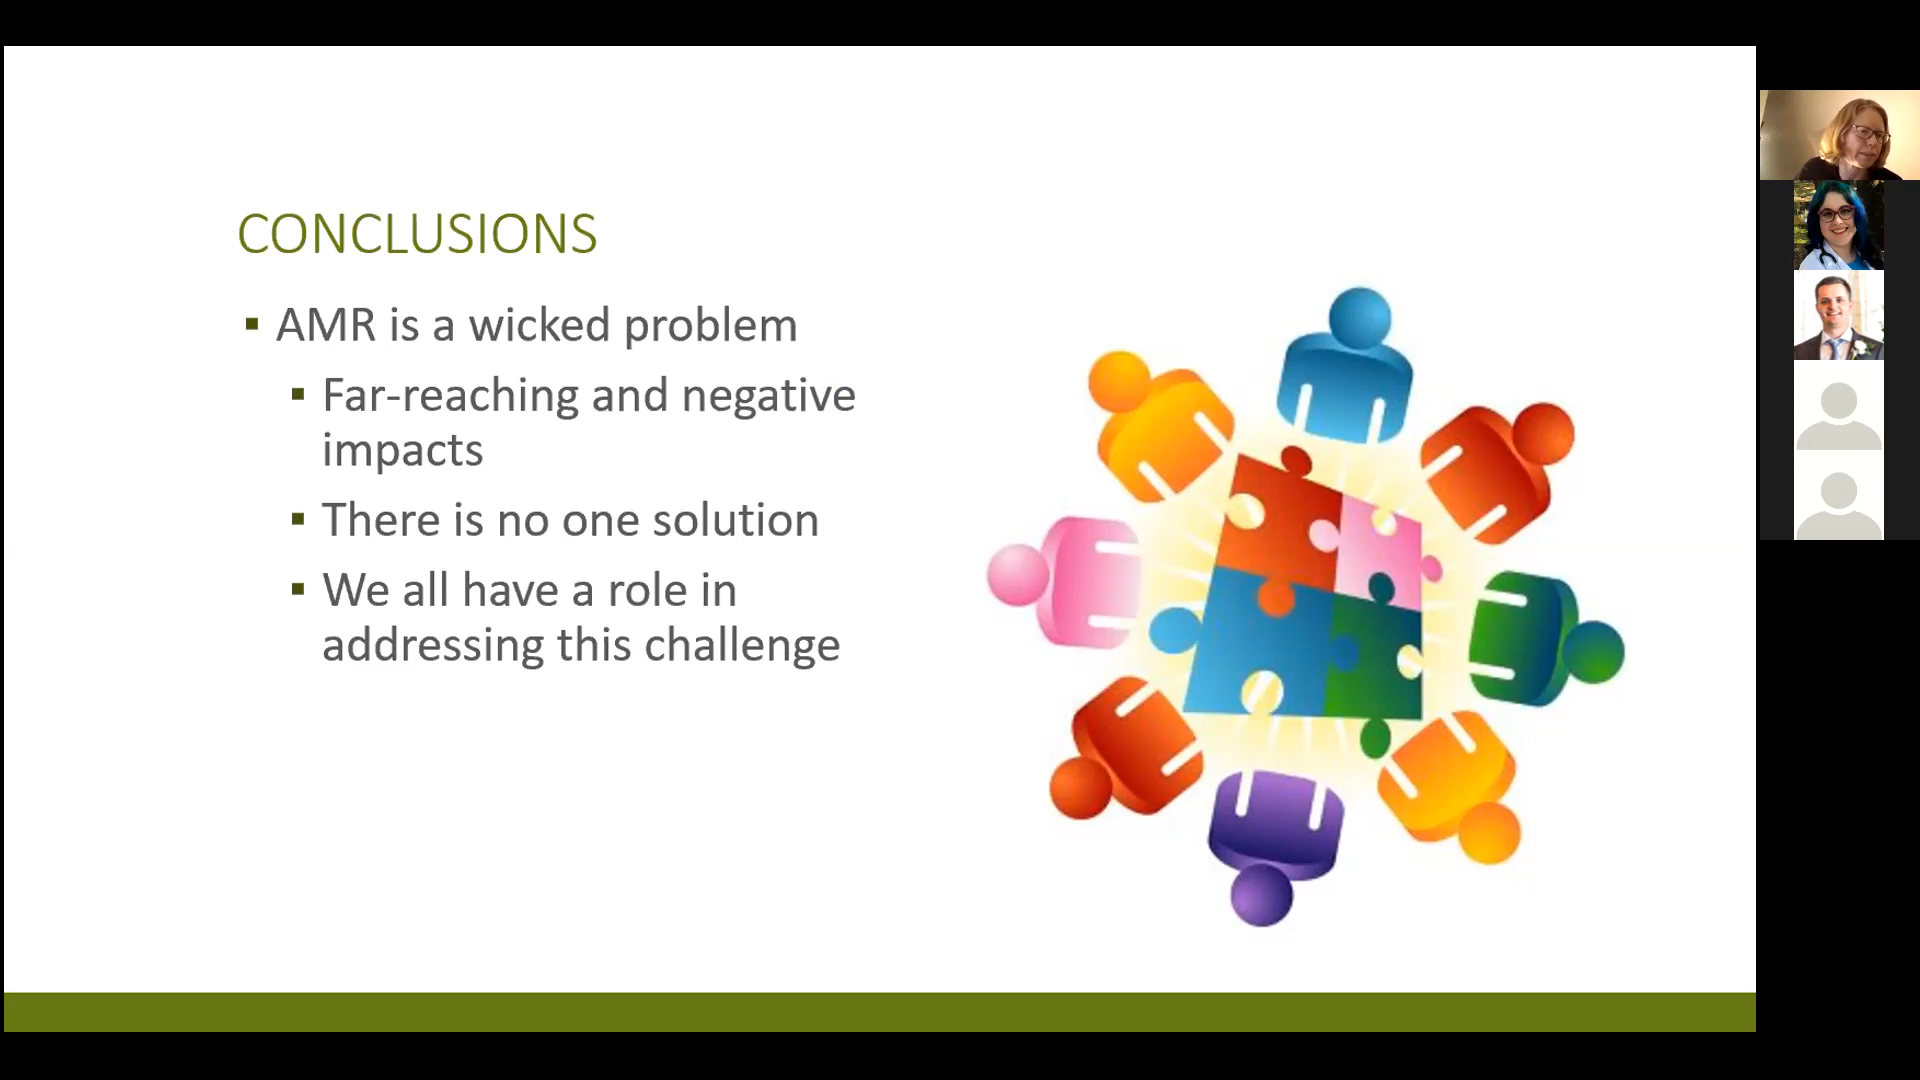 CONCLUSIONS
▪ AMR is a wicked problem
▪ Far-reaching and negative
impacts
▪ There is no one solution
▪ We all have a role in
addressing this challenge